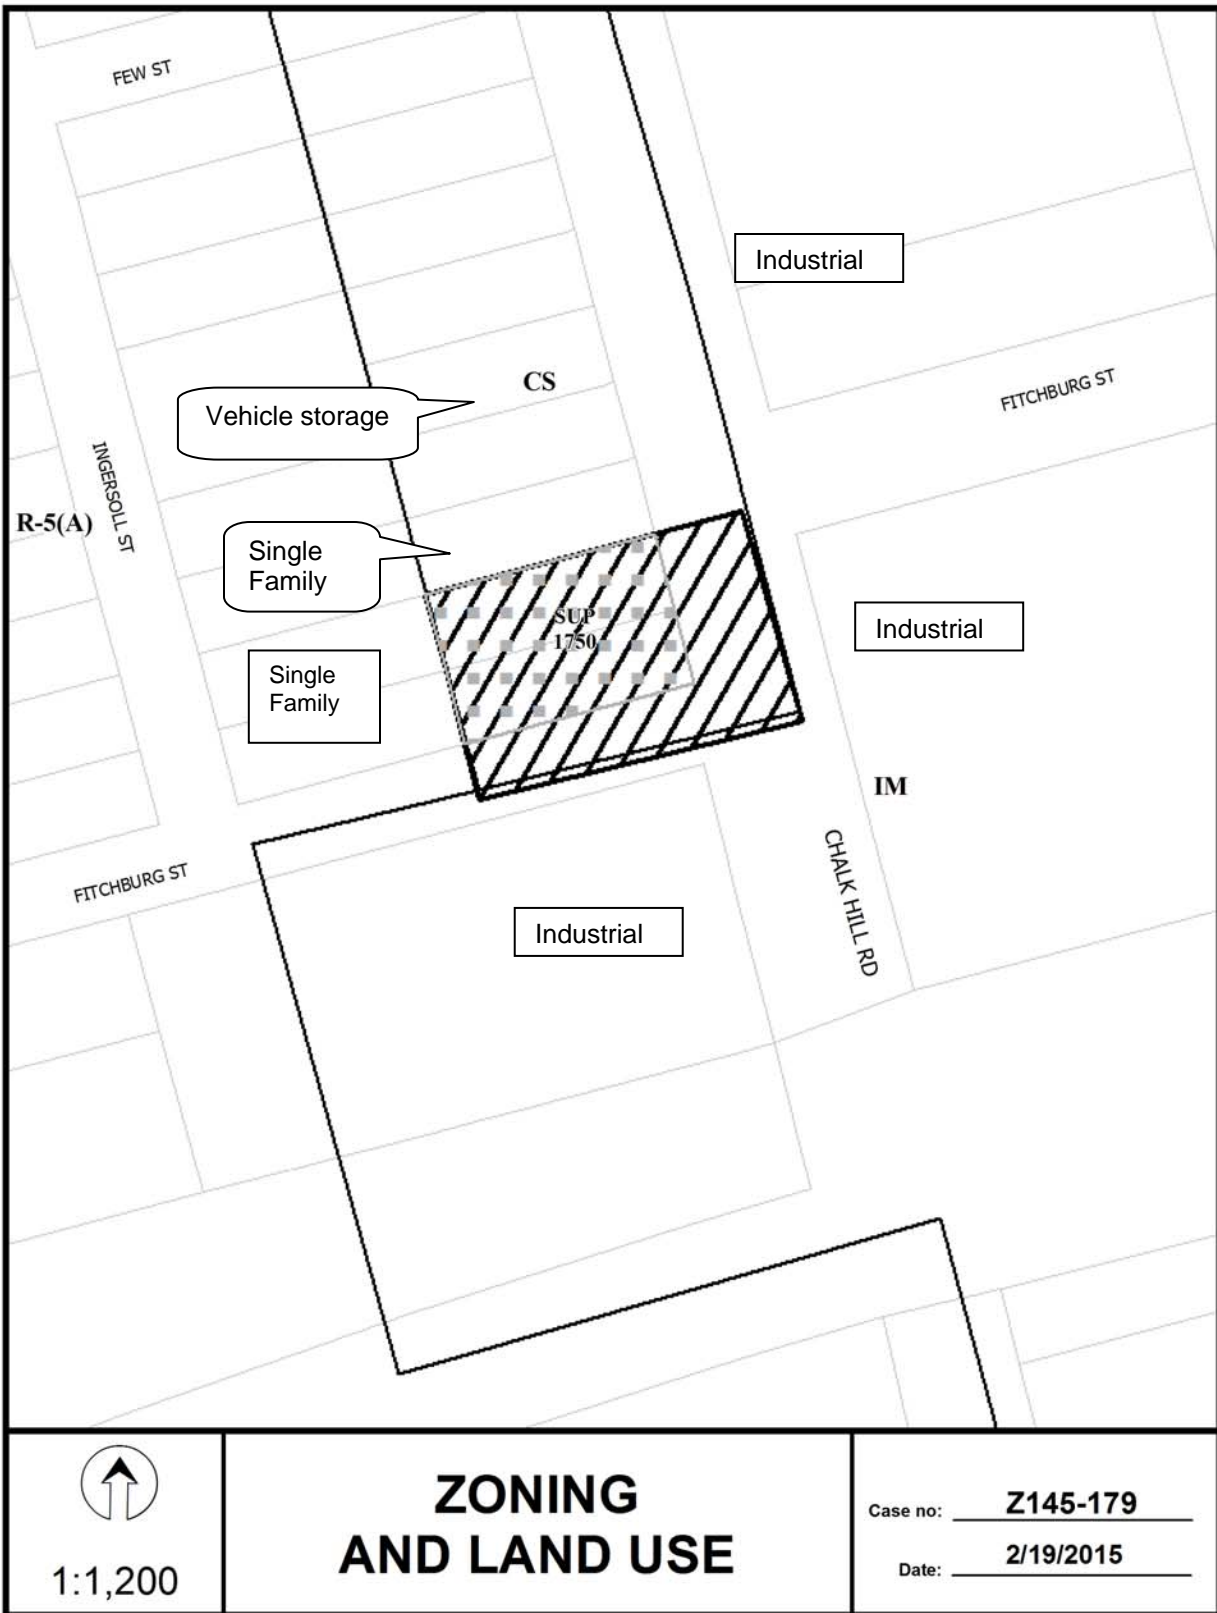 FEW ST
Industrial
CS
FITCHBURG ST
Vehicle storage
INGERSOLL ST
R-5(A)
Single
Family
SUP
1750
Industrial
Single
Family
IM
CHALK HILL RD
FITCHBURG ST
Industrial
1:1,200
ZONING
AND LAND USE
Case no: Z145-179
Date: 2/19/2015